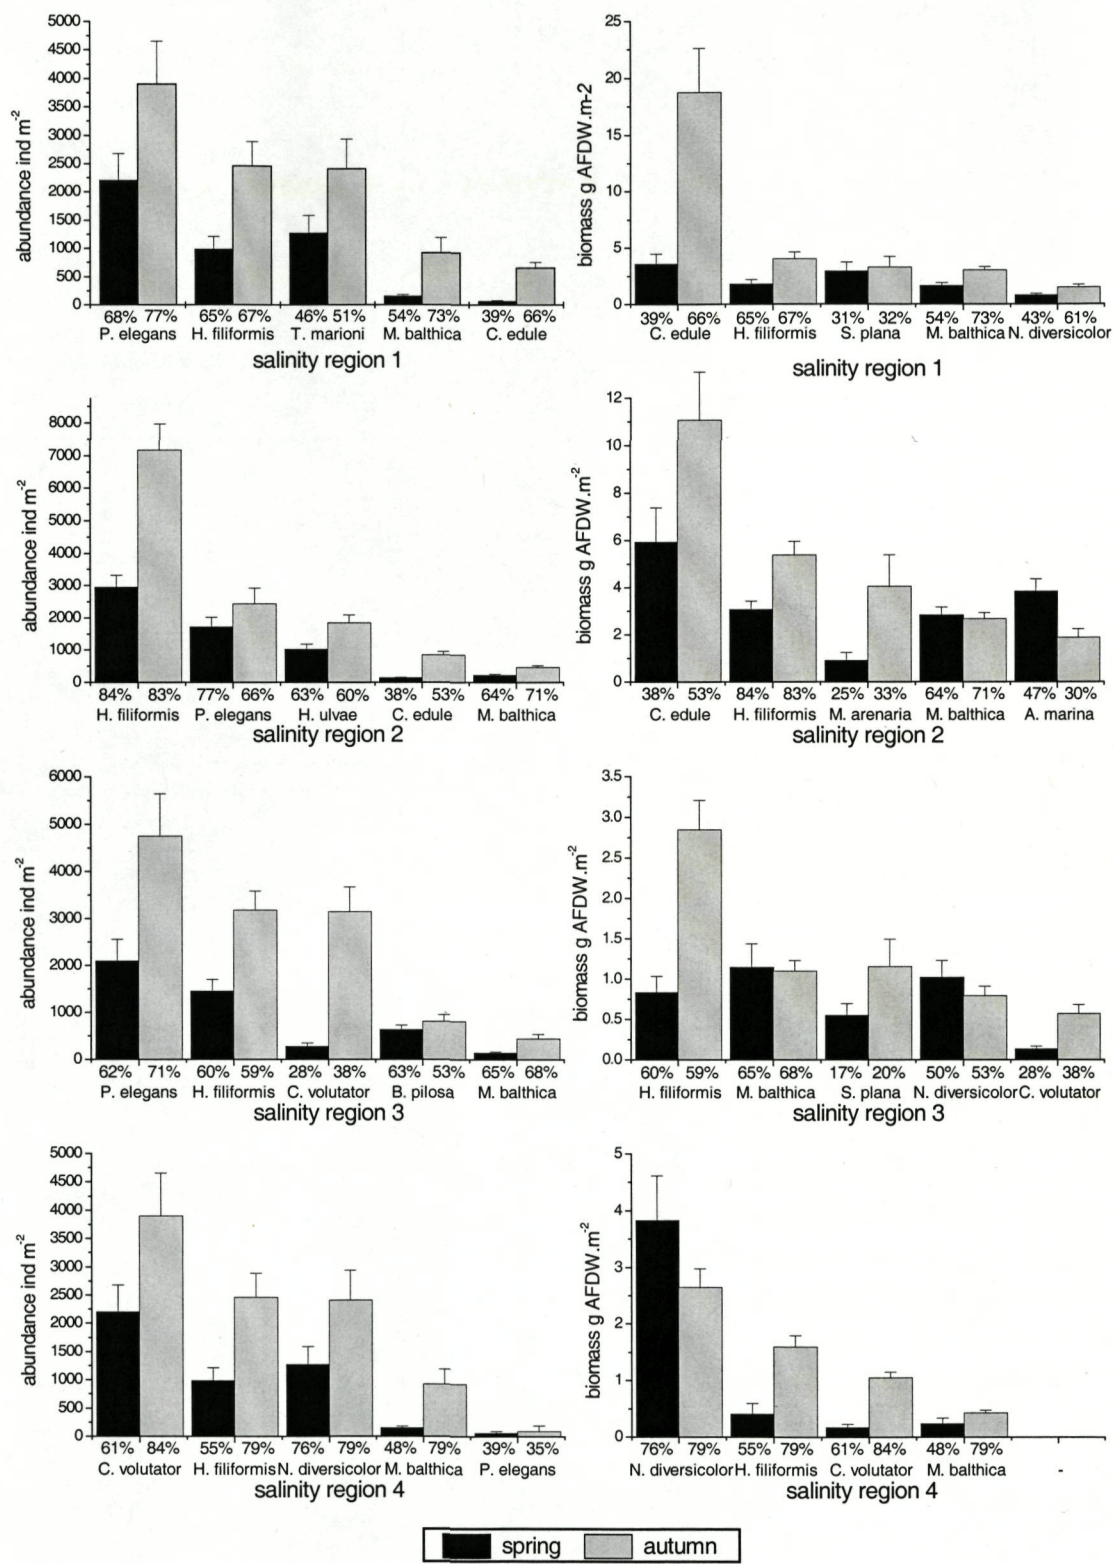 5000
4500
4000
3500
3000
2500
2000
1500
1000
500
0
abundance ind m-2
68% 77% 65% 67% 46% 51% 54% 73% 39% 66%
P. elegans H. filiformis T. marioni M. balthica C. edule
salinity region 1
25
20
15
10
5
0
biomass g AFDW.m-2
39% 66% 65% 67% 31% 32% 54% 73% 43% 61%
C. edule H. filiformis S. plana M. balthica N. diversicolor
salinity region 1
8000
7000
6000
5000
4000
3000
2000
1000
0
abundance ind m-2
84% 83% 77% 66% 63% 60% 38% 53% 64% 71%
H. filiformis P. elegans H. ulvae C. edule M. balthica
salinity region 2
12
10
8
6
4
2
0
biomass g AFDW.m-2
38% 53% 84% 83% 25% 33% 64% 71% 47% 30%
C. edule H. filiformis M. arenaria M. balthica A. marina
salinity region 2
6000
5000
4000
3000
2000
1000
0
abundance ind m-2
62% 71% 60% 59% 28% 38% 63% 53% 65% 68%
P. elegans H. filiformis C. volutator B. pilosa M. balthica
salinity region 3
3.5
3.0
2.5
2.0
1.5
1.0
0.5
0.0
biomass g AFDW.m-2
60% 59% 65% 68% 17% 20% 50% 53% 28% 38%
H. filiformis M. balthica S. plana N. diversicolor C. volutator
salinity region 3
5000
4500
4000
3500
3000
2500
2000
1500
1000
500
0
abundance ind m-2
61% 84% 55% 79% 76% 79% 48% 79% 39% 35%
C. volutator H. filiformis N. diversicolor M. balthica P. elegans
salinity region 4
5
4
3
2
1
0
biomass g AFDW.m-2
76% 79% 55% 79% 61% 84% 48% 79%
N. diversicolor H. filiformis C. volutator M. balthica -
salinity region 4
spring autumn